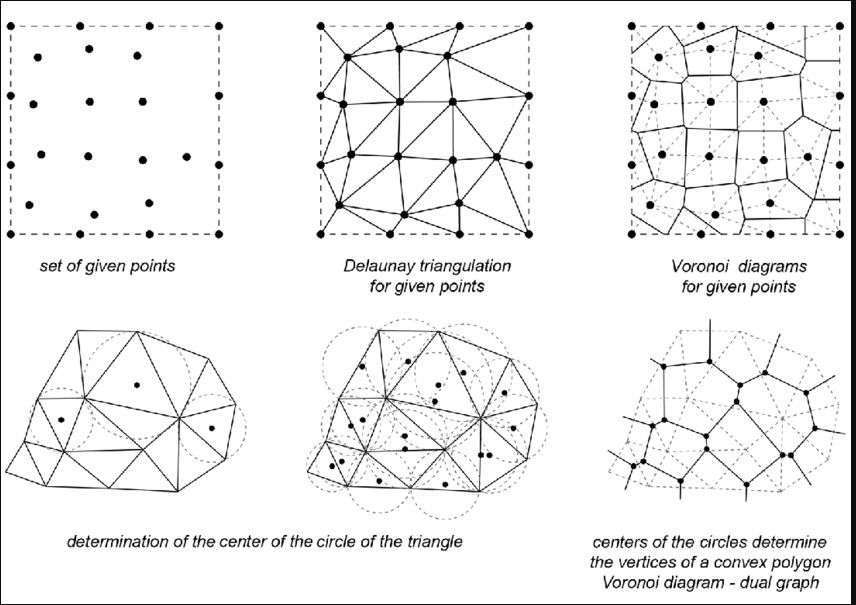 set of given points
Delaunay triangulation
for given points
Voronoi diagrams
for given points
determination of the center of the circle of the triangle
centers of the circles determine
the vertices of a convex polygon
Voronoi diagram - dual graph